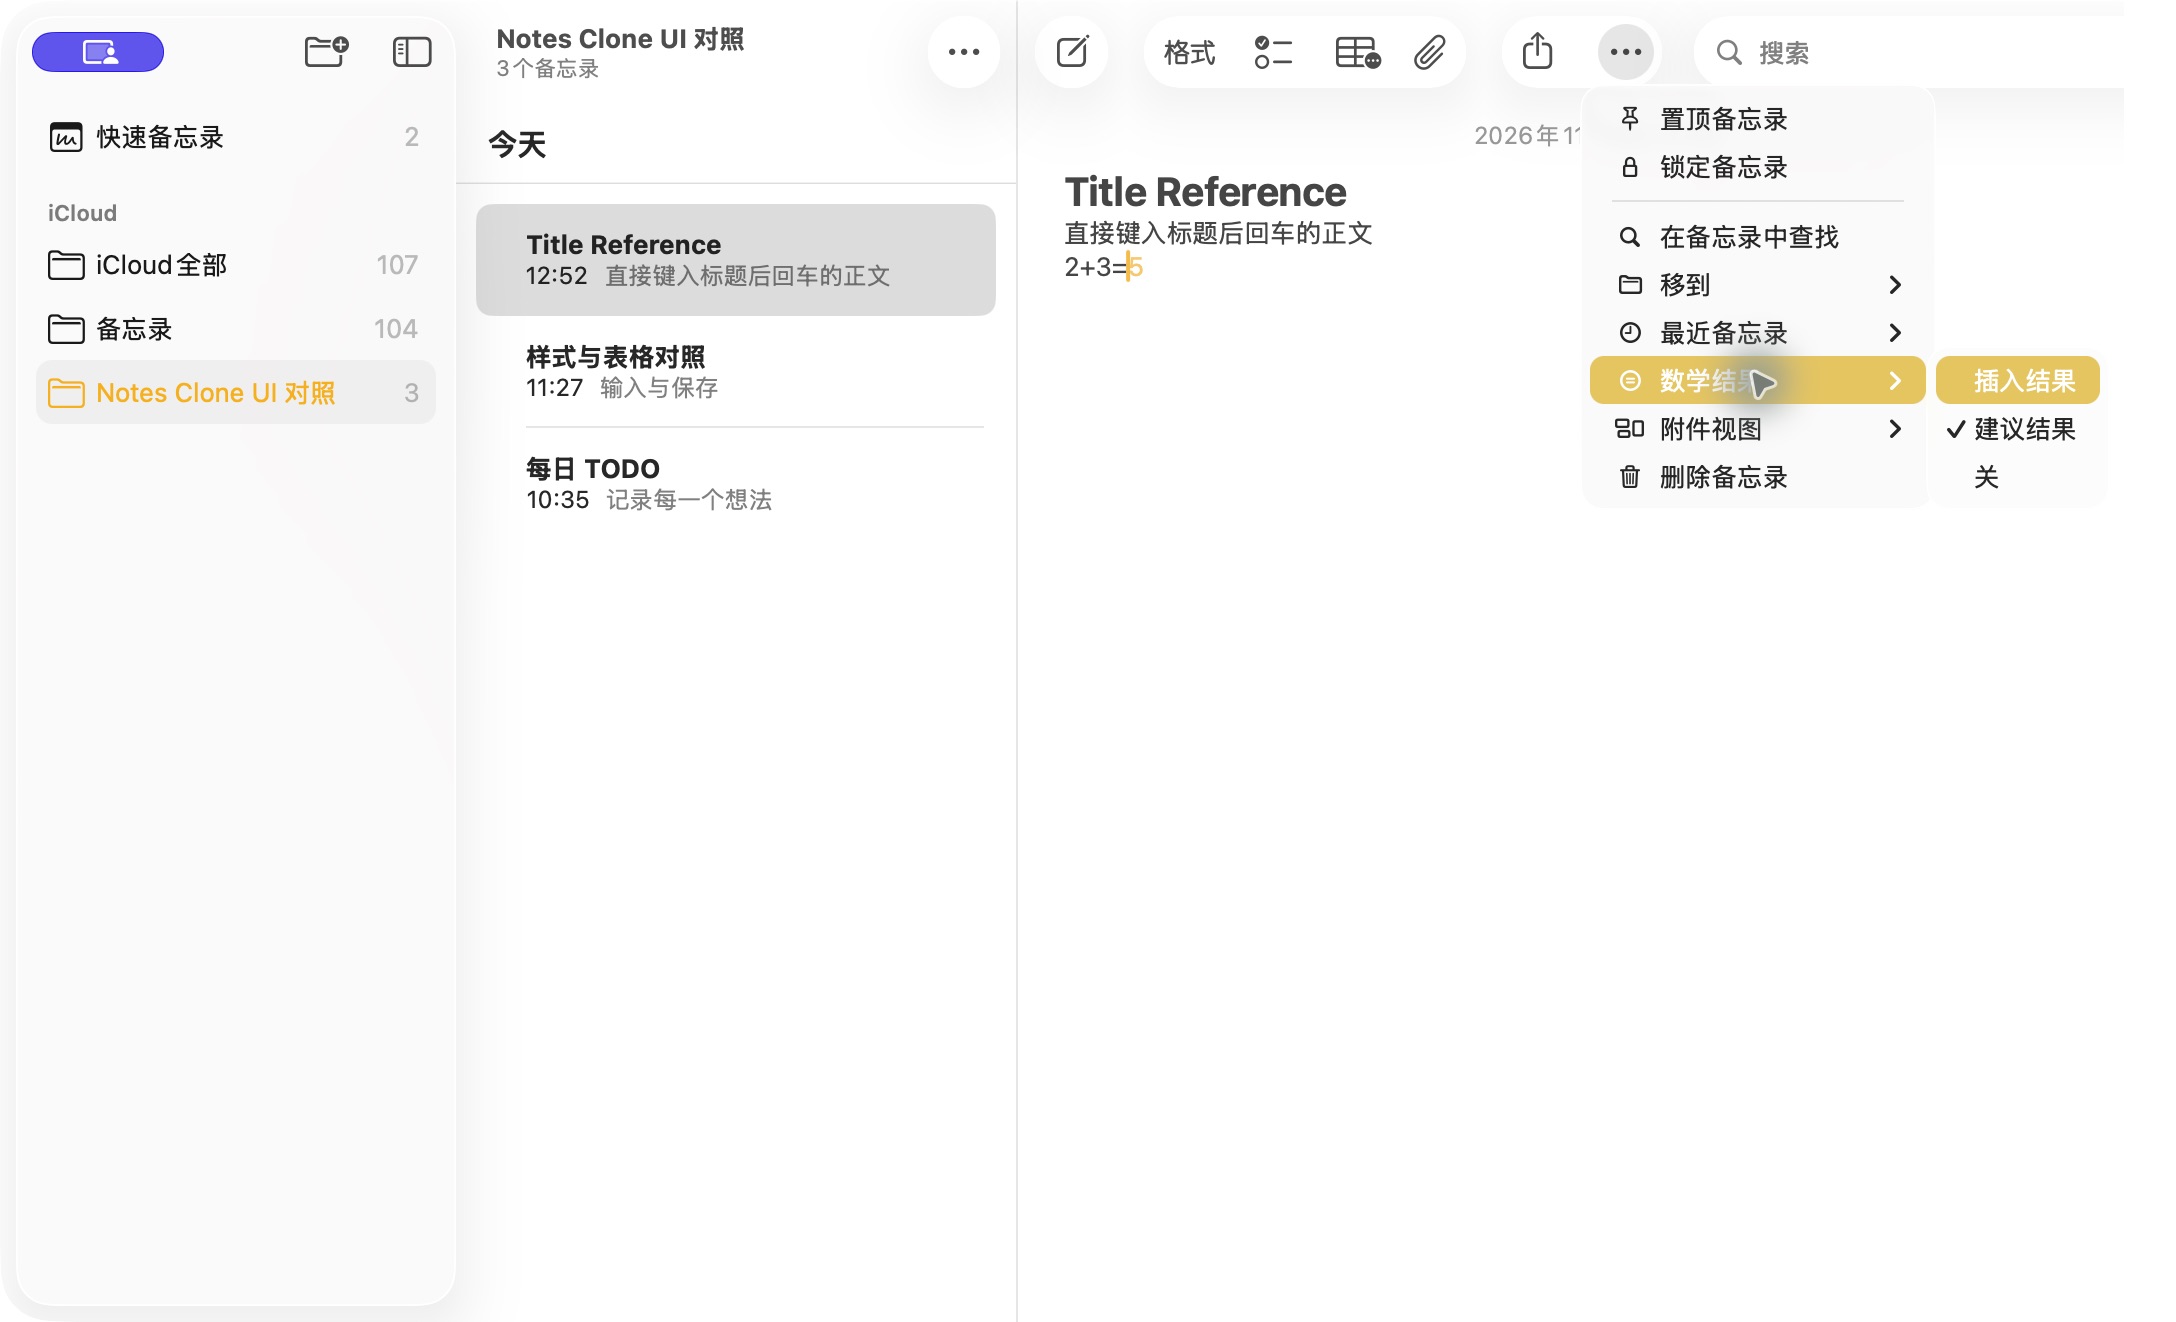 快速备忘录 2
iCloud
iCloud全部 107
备忘录 104
Notes Clone UI 对照 3
Notes Clone UI 对照
3个备忘录
今天
Title Reference
12:52 直接键入标题后回车的正文
样式与表格对照
11:27 输入与保存
每日 TODO
10:35 记录每一个想法
格式
搜索
2026年1
Title Reference
直接键入标题后回车的正文
2+3=5
置顶备忘录
锁定备忘录
在备忘录中查找
移到
最近备忘录
数学结果
附件视图
删除备忘录
插入结果
✓ 建议结果
关